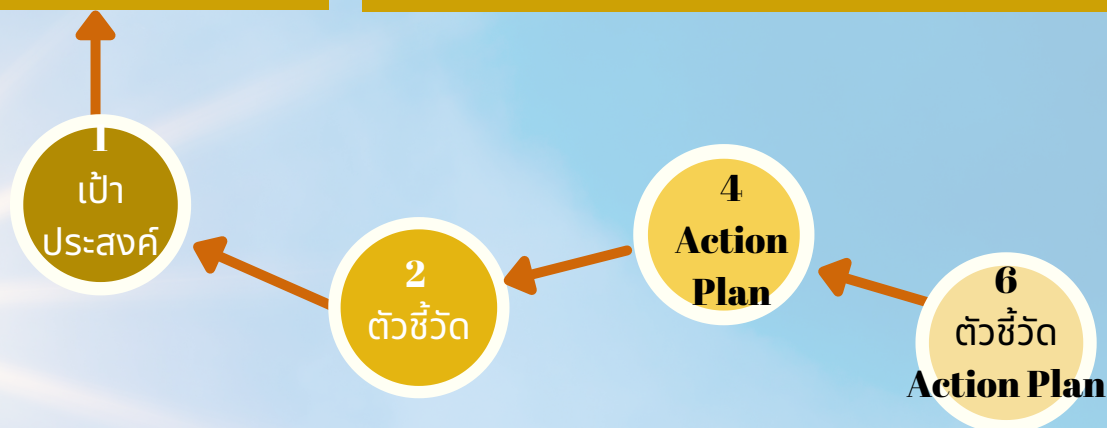 1
เป้า
ประสงค์
2
ตัวชี้วัด
4
Action
Plan
6
ตัวชี้วัด
Action Plan